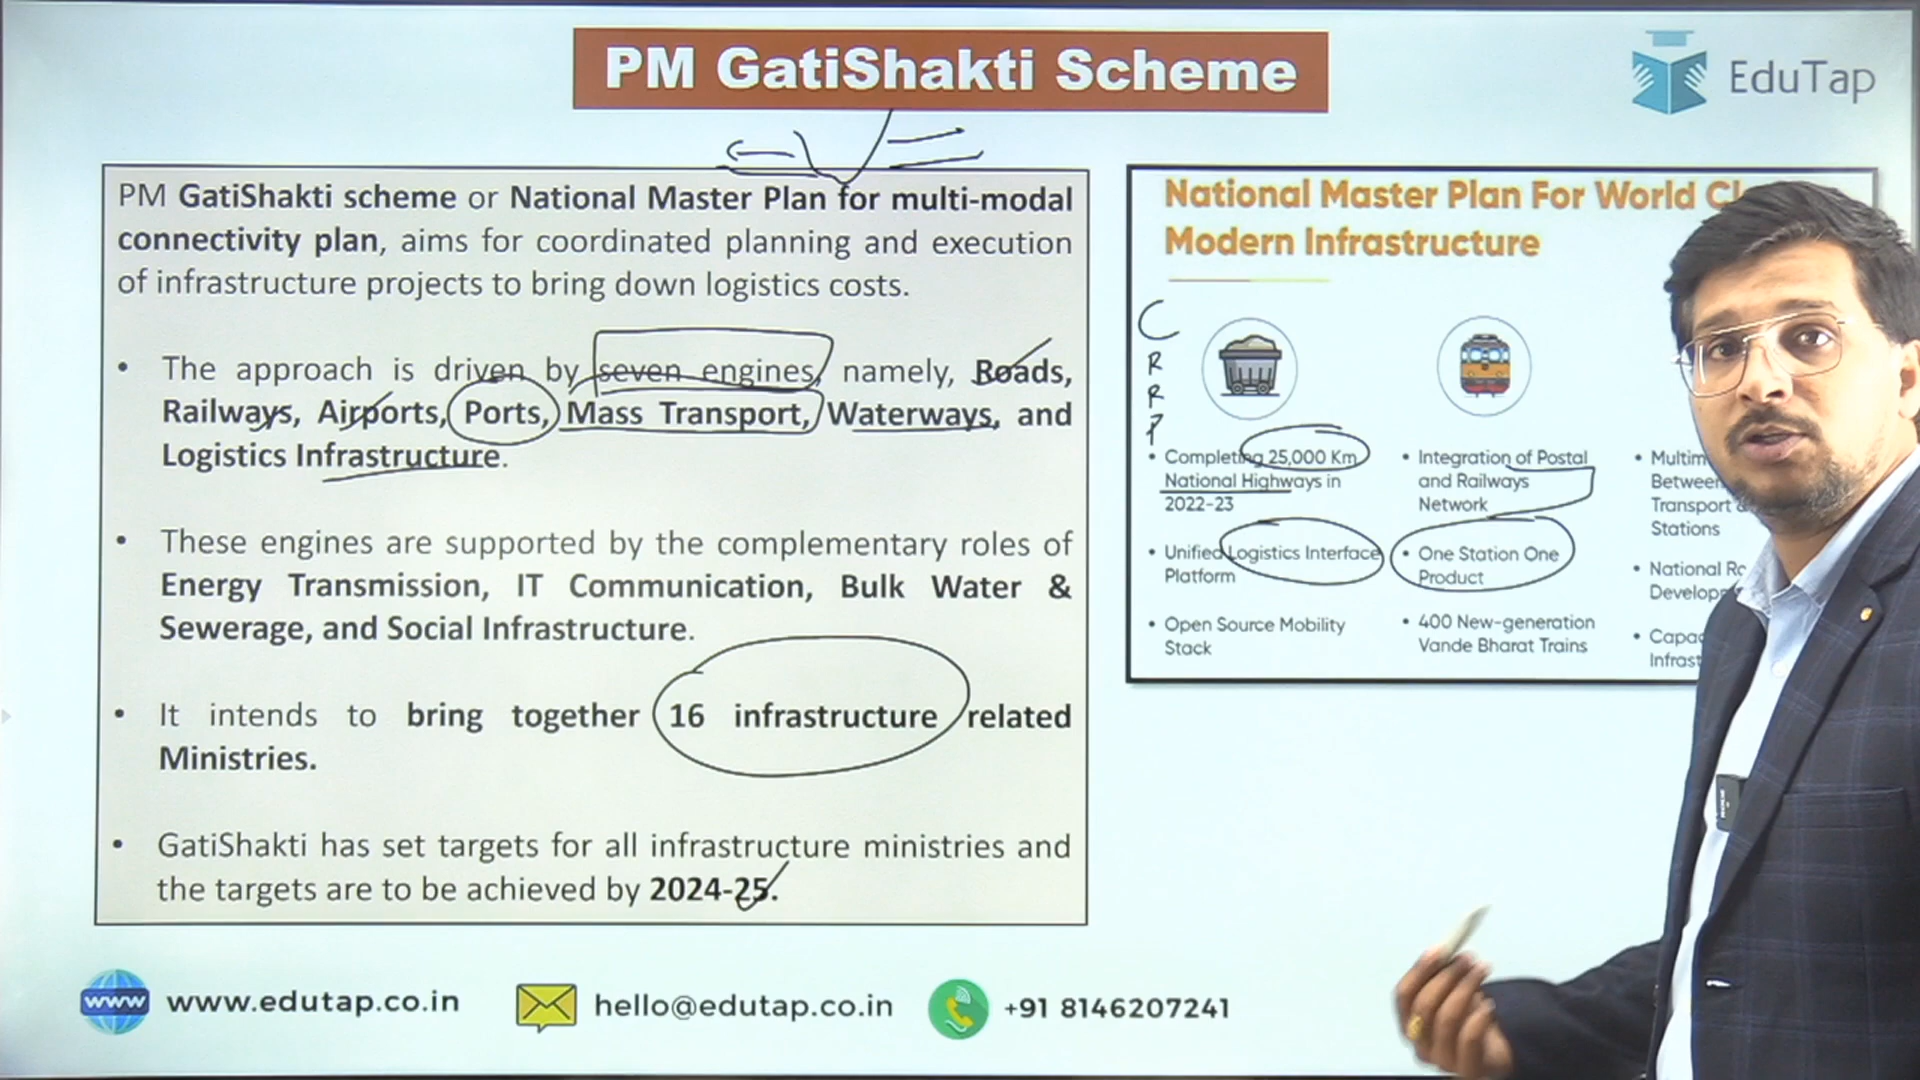 PM GatiShakti Scheme
EduTap
PM GatiShakti scheme or National Master Plan for multi-modal
connectivity plan, aims for coordinated planning and execution
of infrastructure projects to bring down logistics costs.
• The approach is driven by seven engines, namely, Roads,
Railways, Airports, Ports, Mass Transport, Waterways, and
Logistics Infrastructure.
• These engines are supported by the complementary roles of
Energy Transmission, IT Communication, Bulk Water &
Sewerage, and Social Infrastructure.
• It intends to bring together 16 infrastructure related
Ministries.
• GatiShakti has set targets for all infrastructure ministries and
the targets are to be achieved by 2024-25.
National Master Plan For World
Modern Infrastructure
C
R
R
P
• Completing 25,000 Km
National Highways in
2022-23
• Unified Logistics Interface
Platform
• Open Source Mobility
Stack
• Integration of Postal
and Railways
Network
• One Station One
Product
• 400 New-generation
Vande Bharat Trains
Between
Transport
Stations
• National
www www.edutap.co.in
hello@edutap.co.in
+91 8146207241